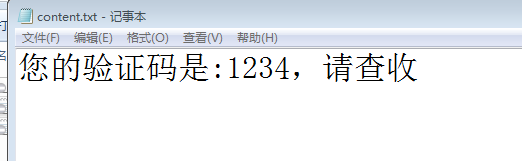 content.txt - 记事本
文件(F) 编辑(E) 格式(O) 查看(V) 帮助(H)
您的验证码是:1234，请查收